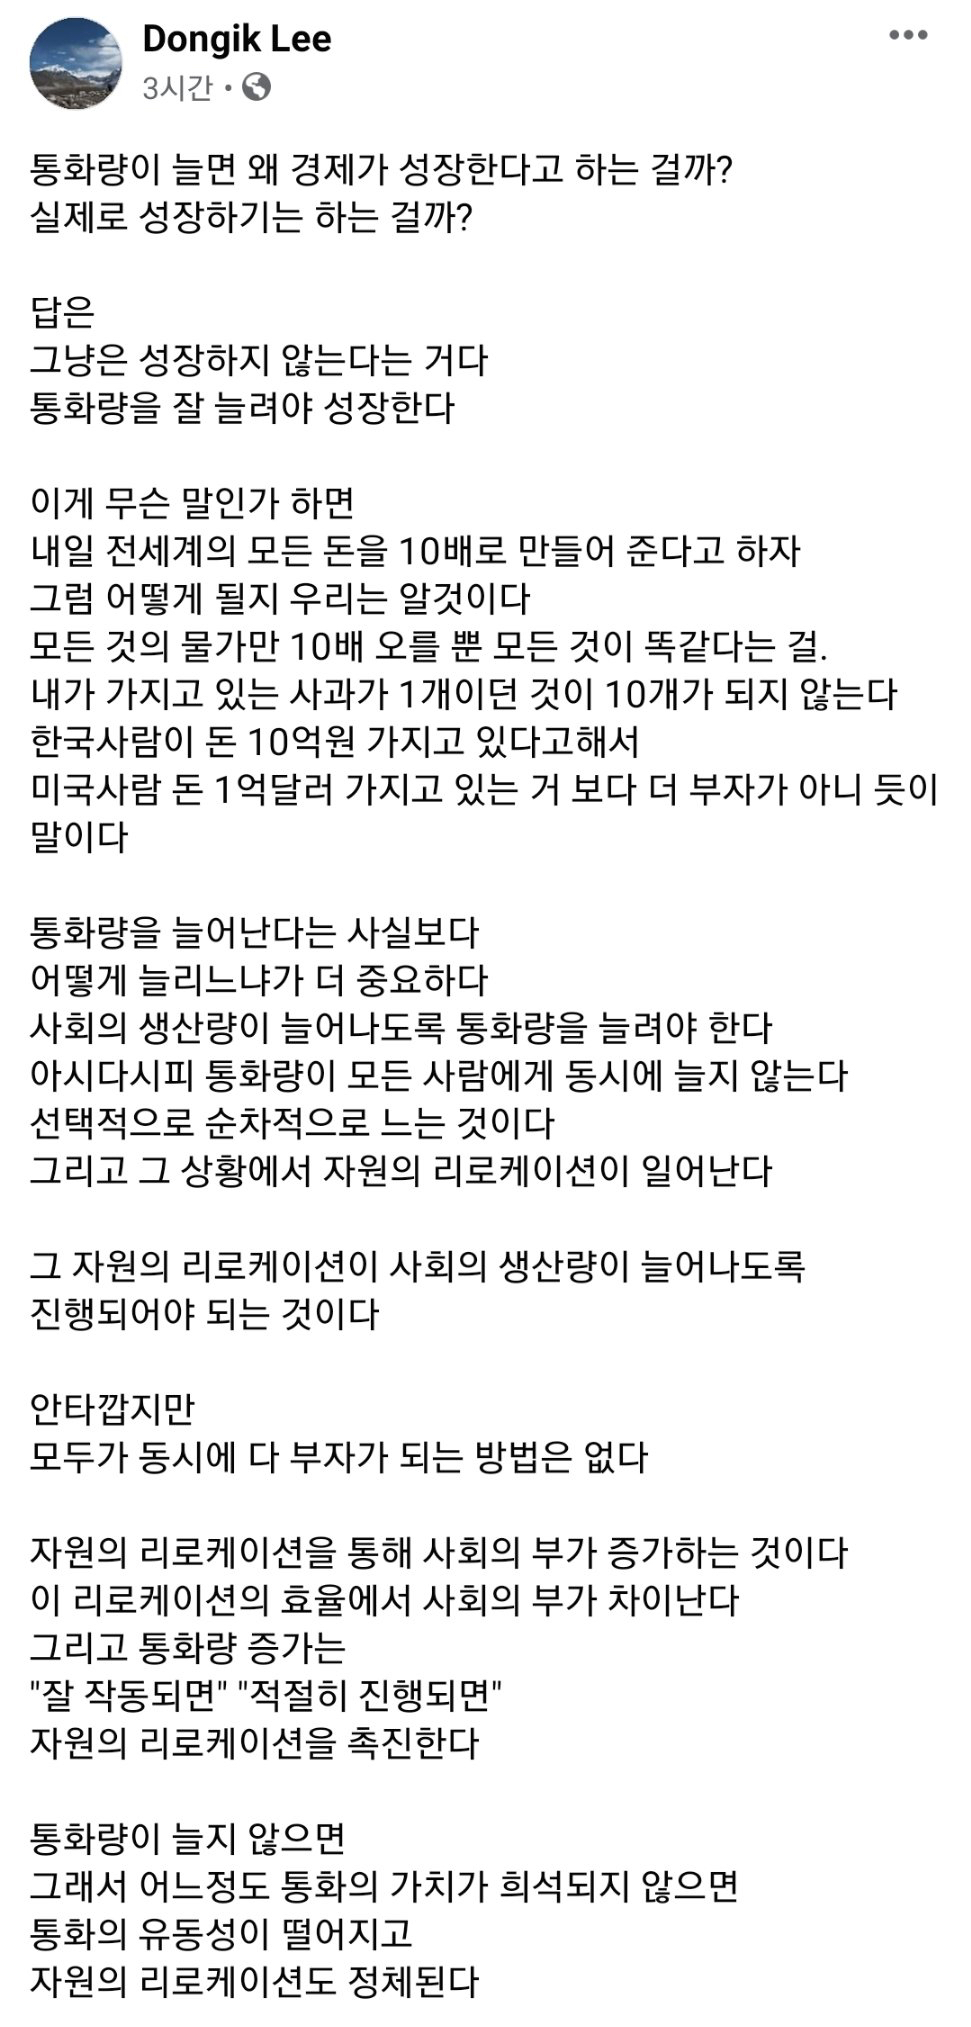 Dongik Lee
3시간 •
통화량이 늘면 왜 경제가 성장한다고 하는 걸까?
실제로 성장하기는 하는 걸까?
답은
그냥은 성장하지 않는다는 거다
통화량을 잘 늘려야 성장한다
이게 무슨 말인가 하면
내일 전세계의 모든 돈을 10배로 만들어 준다고 하자
그럼 어떻게 될지 우리는 알것이다
모든 것의 물가만 10배 오를 뿐 모든 것이 똑같다는 걸.
내가 가지고 있는 사과가 1개이던 것이 10개가 되지 않는다
한국사람이 돈 10억원 가지고 있다고해서
미국사람 돈 1억달러 가지고 있는 거 보다 더 부자가 아니 듯이
말이다
통화량을 늘어난다는 사실보다
어떻게 늘리느냐가 더 중요하다
사회의 생산량이 늘어나도록 통화량을 늘려야 한다
아시다시피 통화량이 모든 사람에게 동시에 늘지 않는다
선택적으로 순차적으로 느는 것이다
그리고 그 상황에서 자원의 리로케이션이 일어난다
그 자원의 리로케이션이 사회의 생산량이 늘어나도록
진행되어야 되는 것이다
안타깝지만
모두가 동시에 다 부자가 되는 방법은 없다
자원의 리로케이션을 통해 사회의 부가 증가하는 것이다
이 리로케이션의 효율에서 사회의 부가 차이난다
그리고 통화량 증가는
"잘 작동되면" "적절히 진행되면"
자원의 리로케이션을 촉진한다
통화량이 늘지 않으면
그래서 어느정도 통화의 가치가 희석되지 않으면
통화의 유동성이 떨어지고
자원의 리로케이션도 정체된다